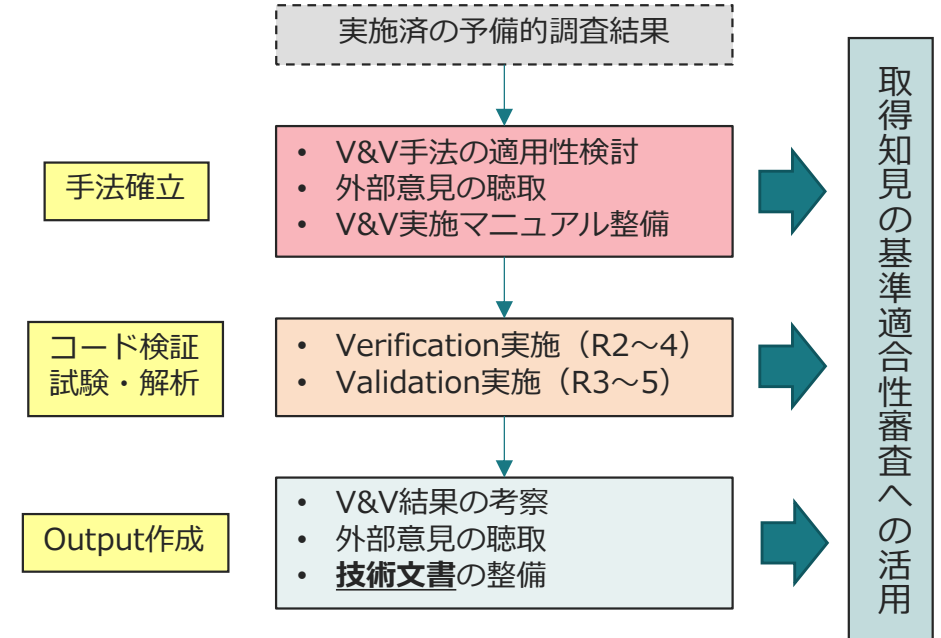 実施済の予備的調査結果
手法確立
• V&V手法の適用性検討
• 外部意見の聴取
• V&V実施マニュアル整備
コード検証
試験・解析
• Verification実施（R2～4）
• Validation実施（R3～5）
Output作成
• V&V結果の考察
• 外部意見の聴取
• 技術文書の整備
取得知見の基準適合性審査への活用